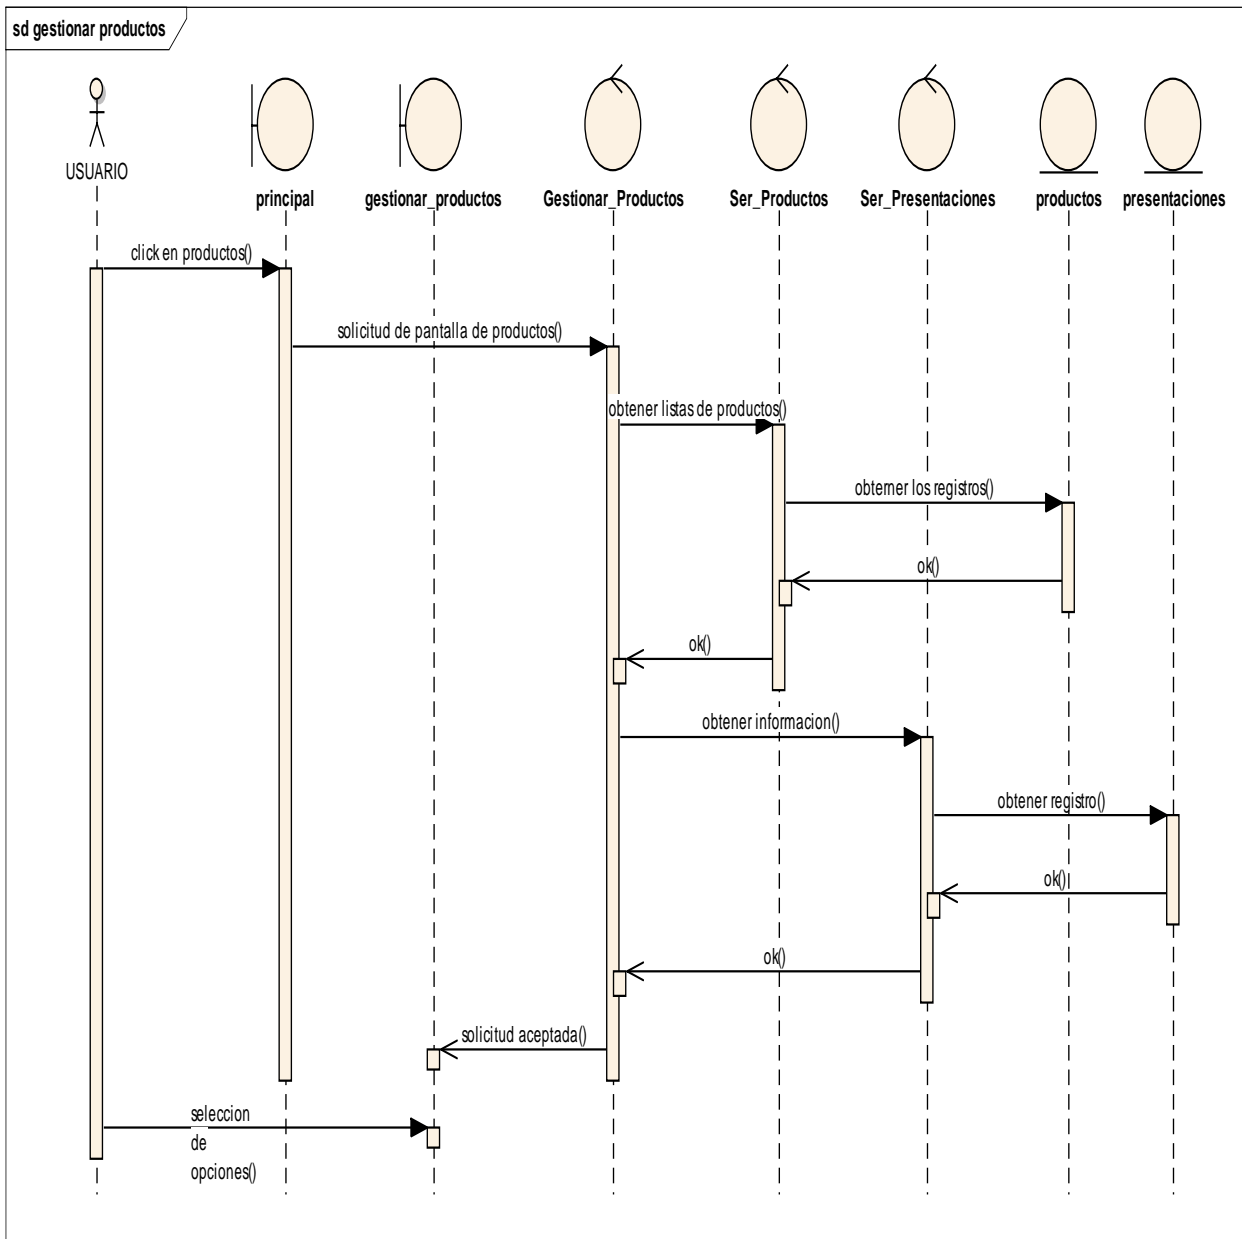 sd gestionar productos
USUARIO
principal
gestionar_productos
Gestionar_Productos
Ser_Productos
Ser_Presentaciones
productos
presentaciones
click en productos()
solicitud de pantalla de productos()
obtener listas de productos()
obterner los registros()
ok()
ok()
obtener informacion()
obtener registro()
ok()
ok()
solicitud aceptada()
seleccion
de
opciones()